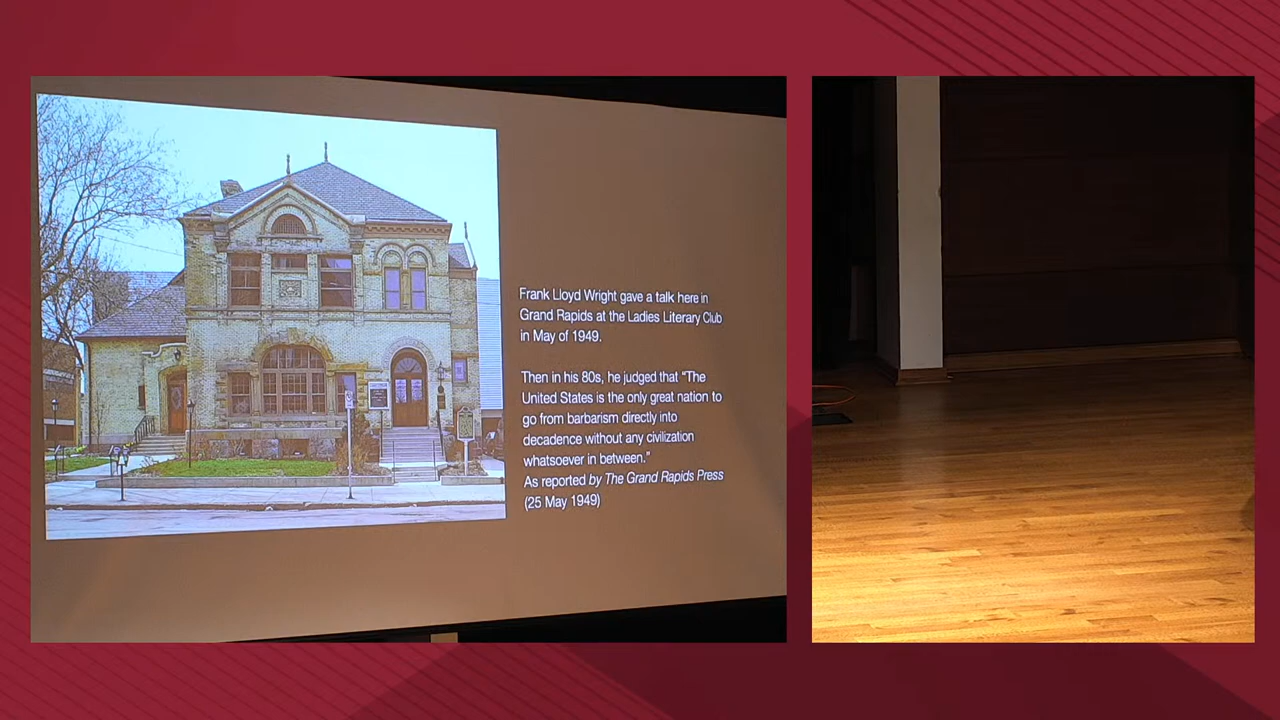 Frank Lloyd Wright gave a talk here in
Grand Rapids at the Ladies Literary Club
in May of 1949.
Then in his 80s, he judged that “The
United States is the only great nation to
go from barbarism directly into
decadence without any civilization
whatsoever in between.”
As reported by The Grand Rapids Press
(25 May 1949)